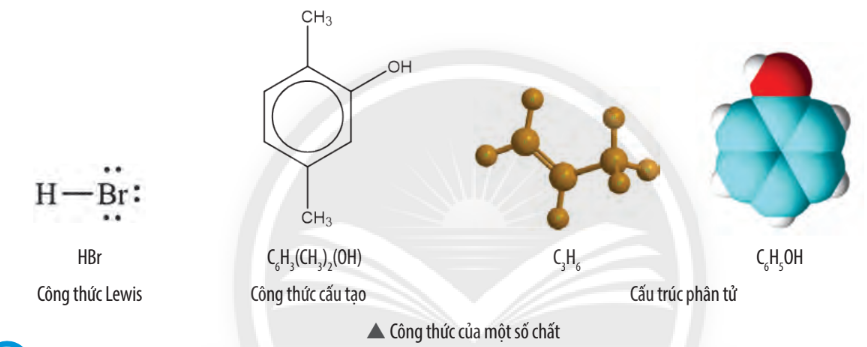 CH₃
OH
H—Br:
CH₃
HBr
C₆H₃(CH₃)₂(OH)
C₃H₆
C₆H₅OH
Công thức Lewis
Công thức cấu tạo
Cấu trúc phân tử
▲ Công thức của một số chất